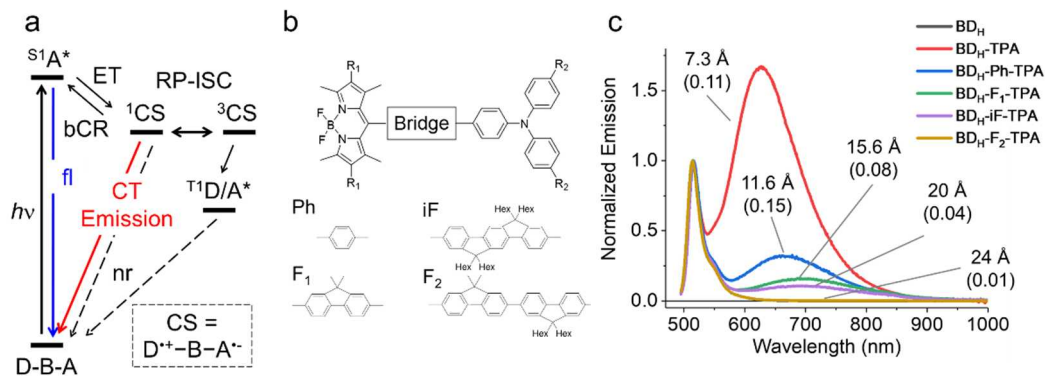 a
S1A*
ET
RP-ISC
1CS
3CS
bCR
fl
CT
Emission
T1D/A*
hν
nr
D-B-A
CS =
D•+−B−A•-
b
R1
N
N
B
F
F
R1
Bridge
N
R2
R2
Ph
iF
Hex Hex
Hex Hex
F1
F2
Hex
Hex
c
Normalized Emission
1.5
1.0
0.5
0.0
500 600 700 800 900 1000
Wavelength (nm)
7.3 Å
(0.11)
11.6 Å
(0.15)
15.6 Å
(0.08)
20 Å
(0.04)
24 Å
(0.01)
BDH
BDH-TPA
BDH-Ph-TPA
BDH-F1-TPA
BDH-iF-TPA
BDH-F2-TPA